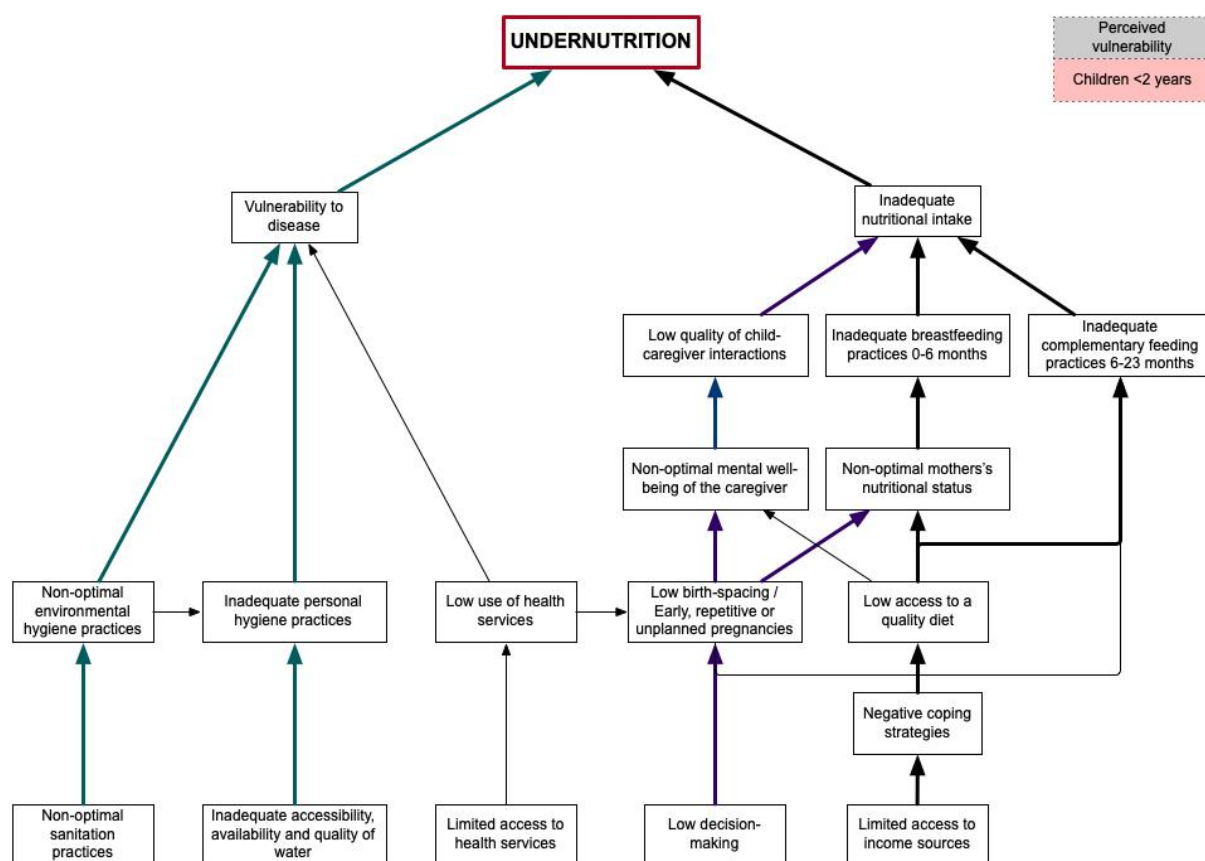 UNDERNUTRITION
Perceived
vulnerability
Children <2 years
Vulnerability to
disease
Inadequate
nutritional intake
Low quality of child-
caregiver interactions
Inadequate breastfeeding
practices 0-6 months
Inadequate
complementary feeding
practices 6-23 months
Non-optimal mental well-
being of the caregiver
Non-optimal mothers's
nutritional status
Non-optimal
environmental
hygiene practices
Inadequate personal
hygiene practices
Low use of health
services
Low birth-spacing /
Early, repetitive or
unplanned pregnancies
Low access to a
quality diet
Negative coping
strategies
Non-optimal
sanitation
practices
Inadequate accessibility,
availability and quality of
water
Limited access to
health services
Low decision-
making
Limited access to
income sources